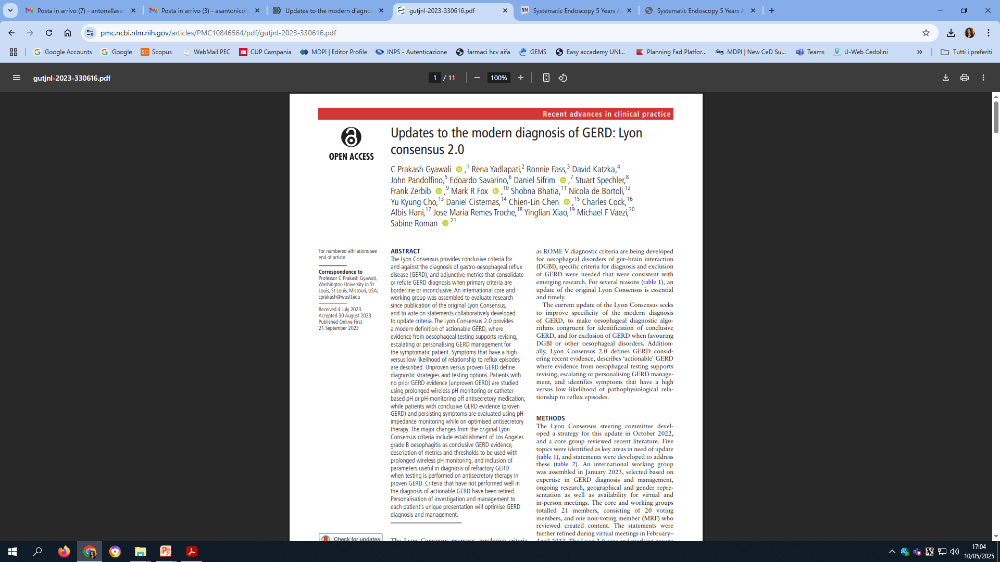 Posta in arrivo (7) - antonellasa
Posta in arrivo (3) - asantonicola
Updates to the modern diagno
gutjnl-2023-330616.pdf
SN Systematic Endoscopy 5 Years A
Systematic Endoscopy 5 Years A
pmc.ncbi.nlm.nih.gov/articles/PMC10846564/pdf/gutjnl-2023-330616.pdf
Google Accounts
Google
SC Scopus
WebMail PEC
CUP Campania
MDPI | Editor Profile
INPS - Autenticazione
farmaci hcv aifa
GEMS
Easy accademy UNI...
Planning Fad Platfor...
MDPI | New CeD Su...
Teams
U-Web Cedolini
»
Tutti i preferiti
gutjnl-2023-330616.pdf
1 / 11
100%
Recent advances in clinical practice
OPEN ACCESS
Updates to the modern diagnosis of GERD: Lyon
consensus 2.0
C Prakash Gyawali iD ,1 Rena Yadlapati,2 Ronnie Fass,3 David Katzka,4
John Pandolfino,5 Edoardo Savarino,6 Daniel Sifrim iD ,7 Stuart Spechler,8
Frank Zerbib iD ,9 Mark R Fox iD ,10 Shobna Bhatia,11 Nicola de Bortoli,12
Yu Kyung Cho,13 Daniel Cisternas,14 Chien-Lin Chen iD ,15 Charles Cock,16
Albis Hani,17 Jose Maria Remes Troche,18 Yinglian Xiao,19 Michael F Vaezi,20
Sabine Roman iD 21
For numbered affiliations see
end of article.
Correspondence to
Professor C Prakash Gyawali,
Washington University in St
Louis, St Louis, Missouri, USA;
cprakash@wustl.edu
Received 4 July 2023
Accepted 30 August 2023
Published Online First
21 September 2023
Check for updates
ABSTRACT
The Lyon Consensus provides conclusive criteria for
and against the diagnosis of gastro-oesophageal reflux
disease (GERD), and adjunctive metrics that consolidate
or refute GERD diagnosis when primary criteria are
borderline or inconclusive. An international core and
working group was assembled to evaluate research
since publication of the original Lyon Consensus,
and to vote on statements collaboratively developed
to update criteria. The Lyon Consensus 2.0 provides
a modern definition of actionable GERD, where
evidence from oesophageal testing supports revising,
escalating or personalising GERD management for
the symptomatic patient. Symptoms that have a high
versus low likelihood of relationship to reflux episodes
are described. Unproven versus proven GERD define
diagnostic strategies and testing options. Patients with
no prior GERD evidence (unproven GERD) are studied
using prolonged wireless pH monitoring or catheter-
based pH or pH-monitoring off antisecretory medication,
while patients with conclusive GERD evidence (proven
GERD) and persisting symptoms are evaluated using pH-
impedance monitoring while on optimised antisecretory
therapy. The major changes from the original Lyon
Consensus criteria include establishment of Los Angeles
grade B oesophagitis as conclusive GERD evidence,
description of metrics and thresholds to be used with
prolonged wireless pH monitoring, and inclusion of
parameters useful in diagnosis of refractory GERD
when testing is performed on antisecretory therapy in
proven GERD. Criteria that have not performed well in
the diagnosis of actionable GERD have been retired.
Personalisation of investigation and management to
each patient's unique presentation will optimise GERD
diagnosis and management.
The Lyon Consensus proposes conclusive criteria
as ROME V diagnostic criteria are being developed
for oesophageal disorders of gut–brain interaction
(DGBI), specific criteria for diagnosis and exclusion
of GERD were needed that were consistent with
emerging research. For several reasons (table 1), an
update of the original Lyon Consensus is essential
and timely.
The current update of the Lyon Consensus seeks
to improve specificity of the modern diagnosis
of GERD, to make oesophageal diagnostic algo-
rithms congruent for identification of conclusive
GERD, and for exclusion of GERD when favouring
DGBI or other oesophageal disorders. Addition-
ally, Lyon Consensus 2.0 defines GERD consid-
ering recent evidence, describes 'actionable' GERD
where evidence from oesophageal testing supports
revising, escalating or personalising GERD manage-
ment, and identifies symptoms that have a high
versus low likelihood of pathophysiological rela-
tionship to reflux episodes.
METHODS
The Lyon Consensus steering committee devel-
oped a strategy for this update in October 2022,
and a core group reviewed recent literature. Five
topics were identified as key areas in need of update
(table 1), and statements were developed to address
these (table 2). An international working group
was assembled in January 2023, selected based on
expertise in GERD diagnosis and management,
ongoing research, geographical and gender repre-
sentation as well as availability for virtual and
in-person meetings. The core and working groups
totalled 21 members, consisting of 20 voting
members, and one non-voting member (MRF) who
reviewed created content. The statements were
further refined during virtual meetings in February–
April 2023. The Lyon 2.0 core and working groups
17:04
10/05/2025